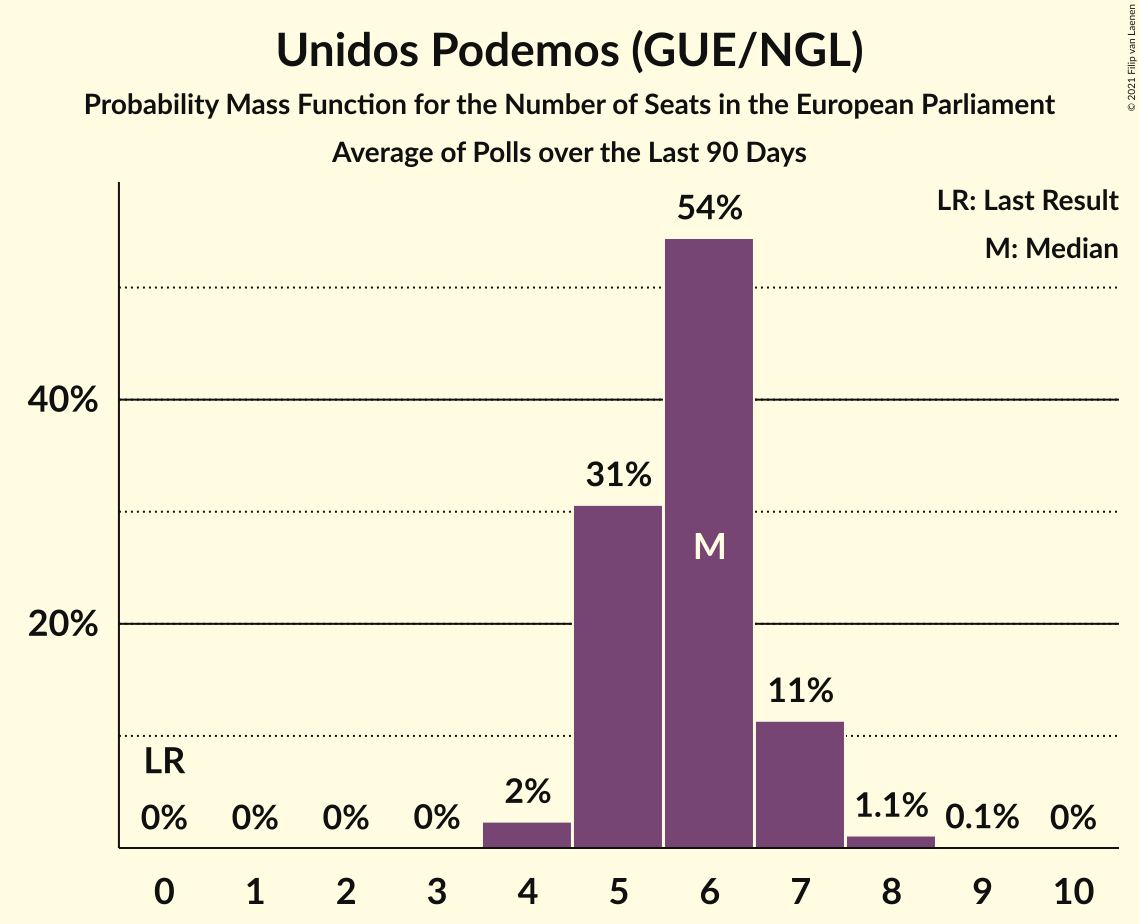 Unidos Podemos (GUE/NGL)
Probability Mass Function for the Number of Seats in the European Parliament
Average of Polls over the Last 90 Days
© 2021 Filip van Laenen
LR: Last Result
M: Median
54%
40%
31%
M
20%
11%
LR
2%
1.1%
0% 0% 0% 0% 0.1% 0%
0 1 2 3 4 5 6 7 8 9 10